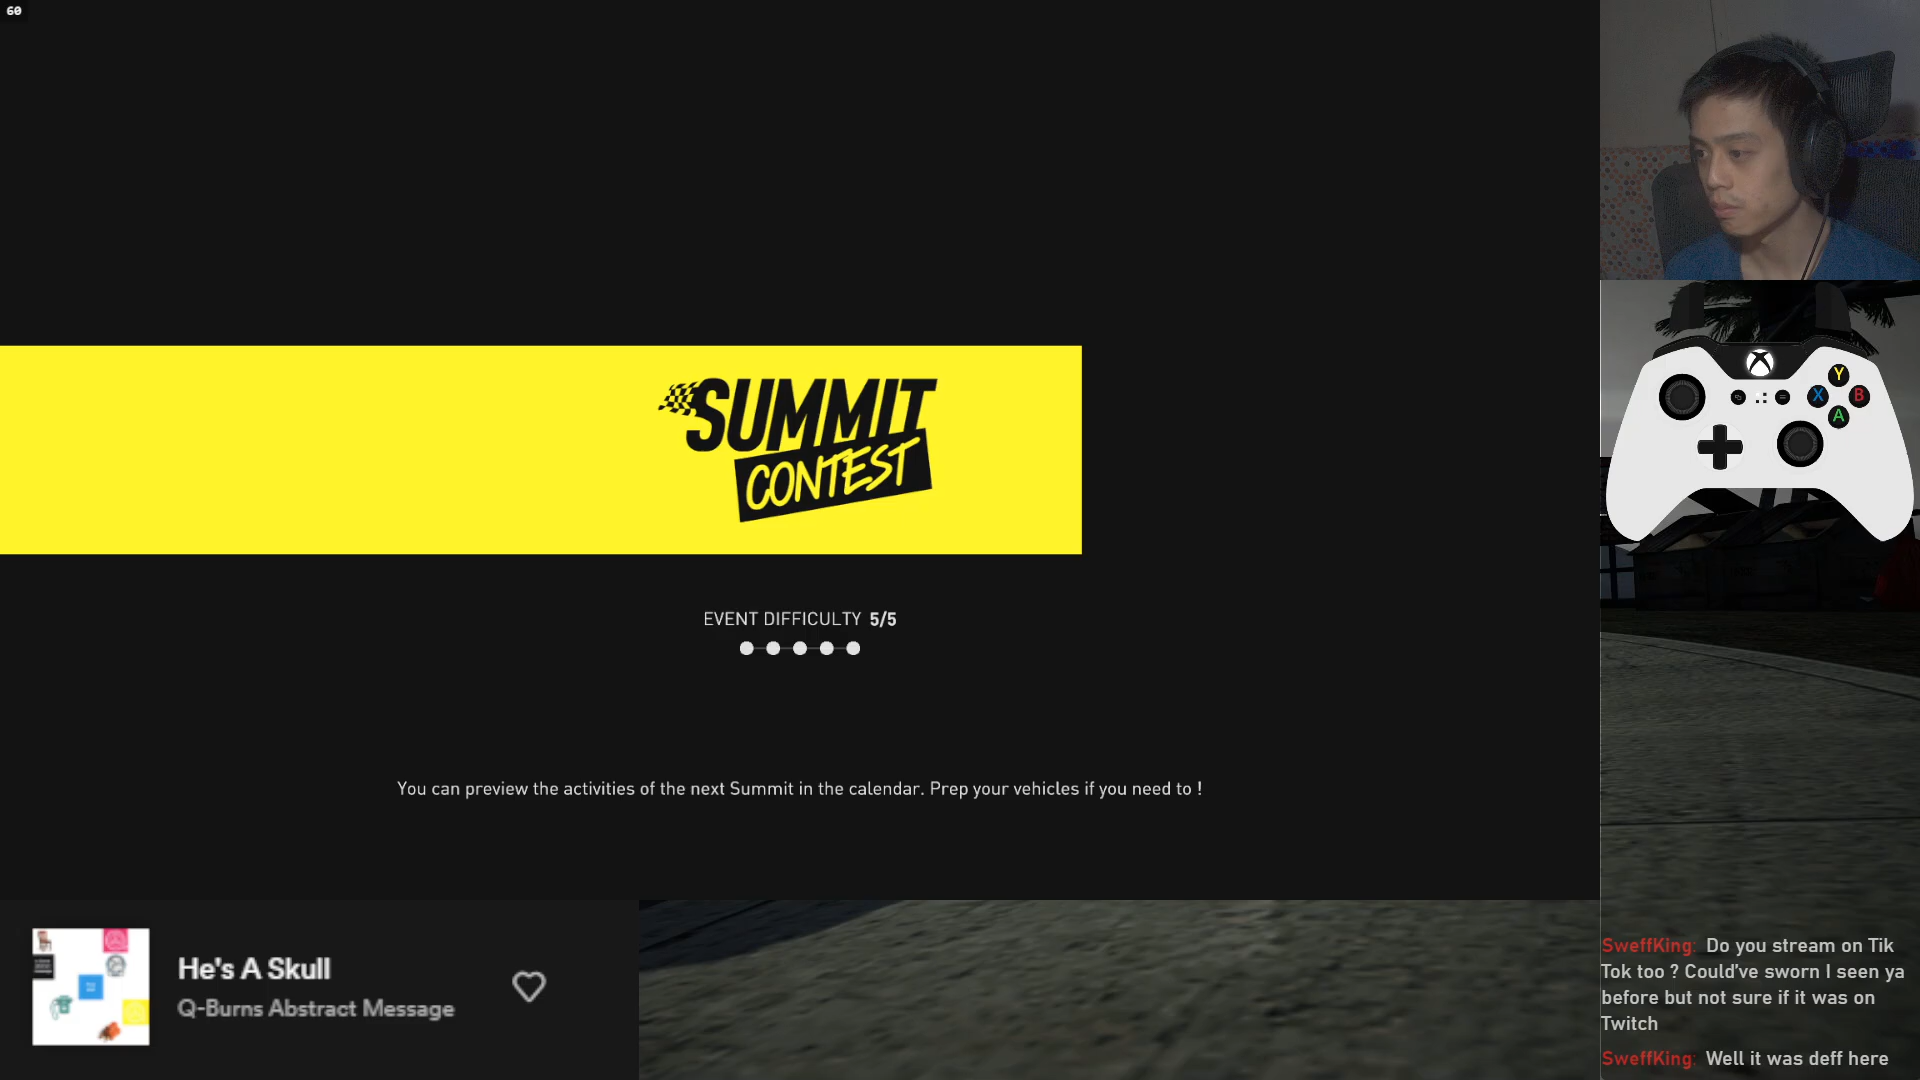 60
SUMMIT
CONTEST
EVENT DIFFICULTY 5/5
You can preview the activities of the next Summit in the calendar. Prep your vehicles if you need to !
He's A Skull
Q-Burns Abstract Message
Y
X B
A
SweffKing: Do you stream on Tik
Tok too ? Could've sworn I seen ya
before but not sure if it was on
Twitch
SweffKing: Well it was deff here